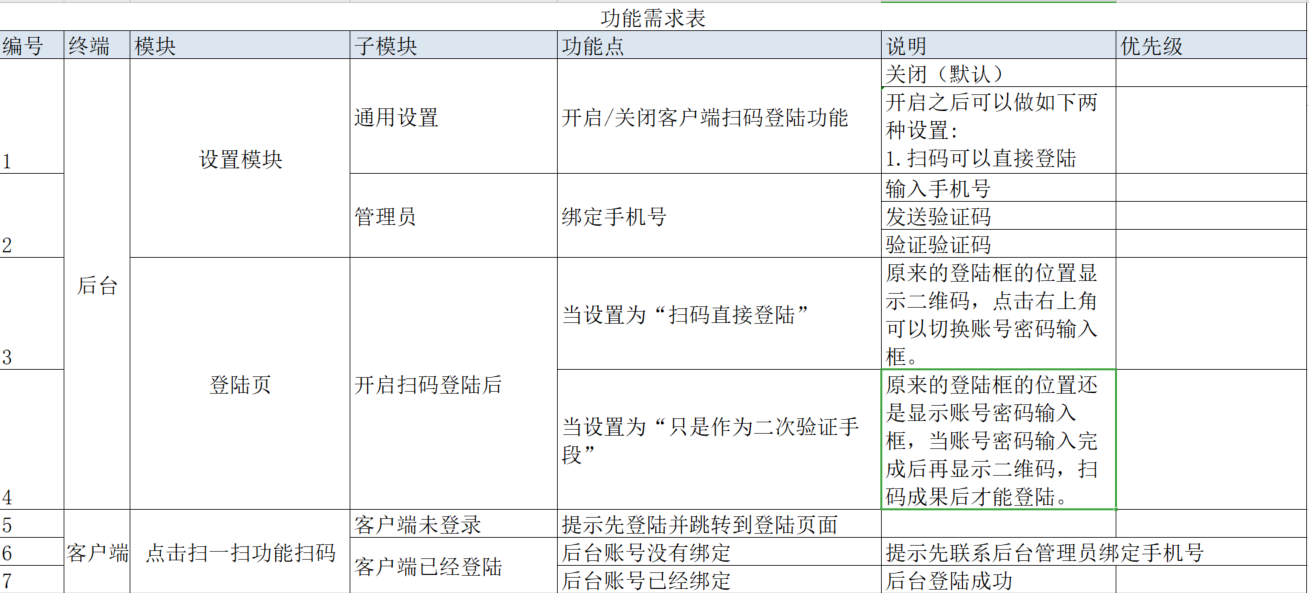 功能需求表
编号 终端 模块 子模块 功能点 说明 优先级
1
后台
设置模块
通用设置
开启/关闭客户端扫码登陆功能
关闭（默认）
开启之后可以做如下两
种设置:
1.扫码可以直接登陆
2
管理员
绑定手机号
输入手机号
发送验证码
验证验证码
3
登陆页
开启扫码登陆后
当设置为“扫码直接登陆”
原来的登陆框的位置显
示二维码，点击右上角
可以切换账号密码输入
框。
4
当设置为“只是作为二次验证手
段”
原来的登陆框的位置还
是显示账号密码输入
框，当账号密码输入完
成后再显示二维码，扫
码成果后才能登陆。
5
客户端
点击扫一扫功能扫码
客户端未登录
提示先登陆并跳转到登陆页面
6
客户端已经登陆
后台账号没有绑定
提示先联系后台管理员绑定手机号
7
后台账号已经绑定
后台登陆成功